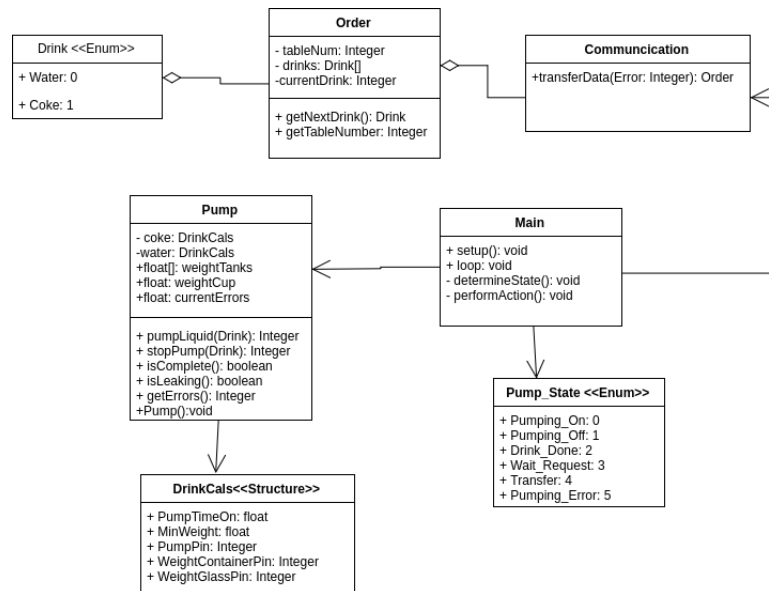 Drink <<Enum>>
+ Water: 0
+ Coke: 1
Order
- tableNum: Integer
- drinks: Drink[]
-currentDrink: Integer
+ getNextDrink(): Drink
+ getTableNumber: Integer
Communcication
+transferData(Error: Integer): Order
Pump
- coke: DrinkCals
-water: DrinkCals
+float[]: weightTanks
+float: weightCup
+float: currentErrors
+ pumpLiquid(Drink): Integer
+ stopPump(Drink): Integer
+ isComplete(): boolean
+ isLeaking(): boolean
+ getErrors(): Integer
+Pump():void
Main
+ setup(): void
+ loop: void
- determineState(): void
- performAction(): void
Pump_State <<Enum>>
+ Pumping_On: 0
+ Pumping_Off: 1
+ Drink_Done: 2
+ Wait_Request: 3
+ Transfer: 4
+ Pumping_Error: 5
DrinkCals<<Structure>>
+ PumpTimeOn: float
+ MinWeight: float
+ PumpPin: Integer
+ WeightContainerPin: Integer
+ WeightGlassPin: Integer